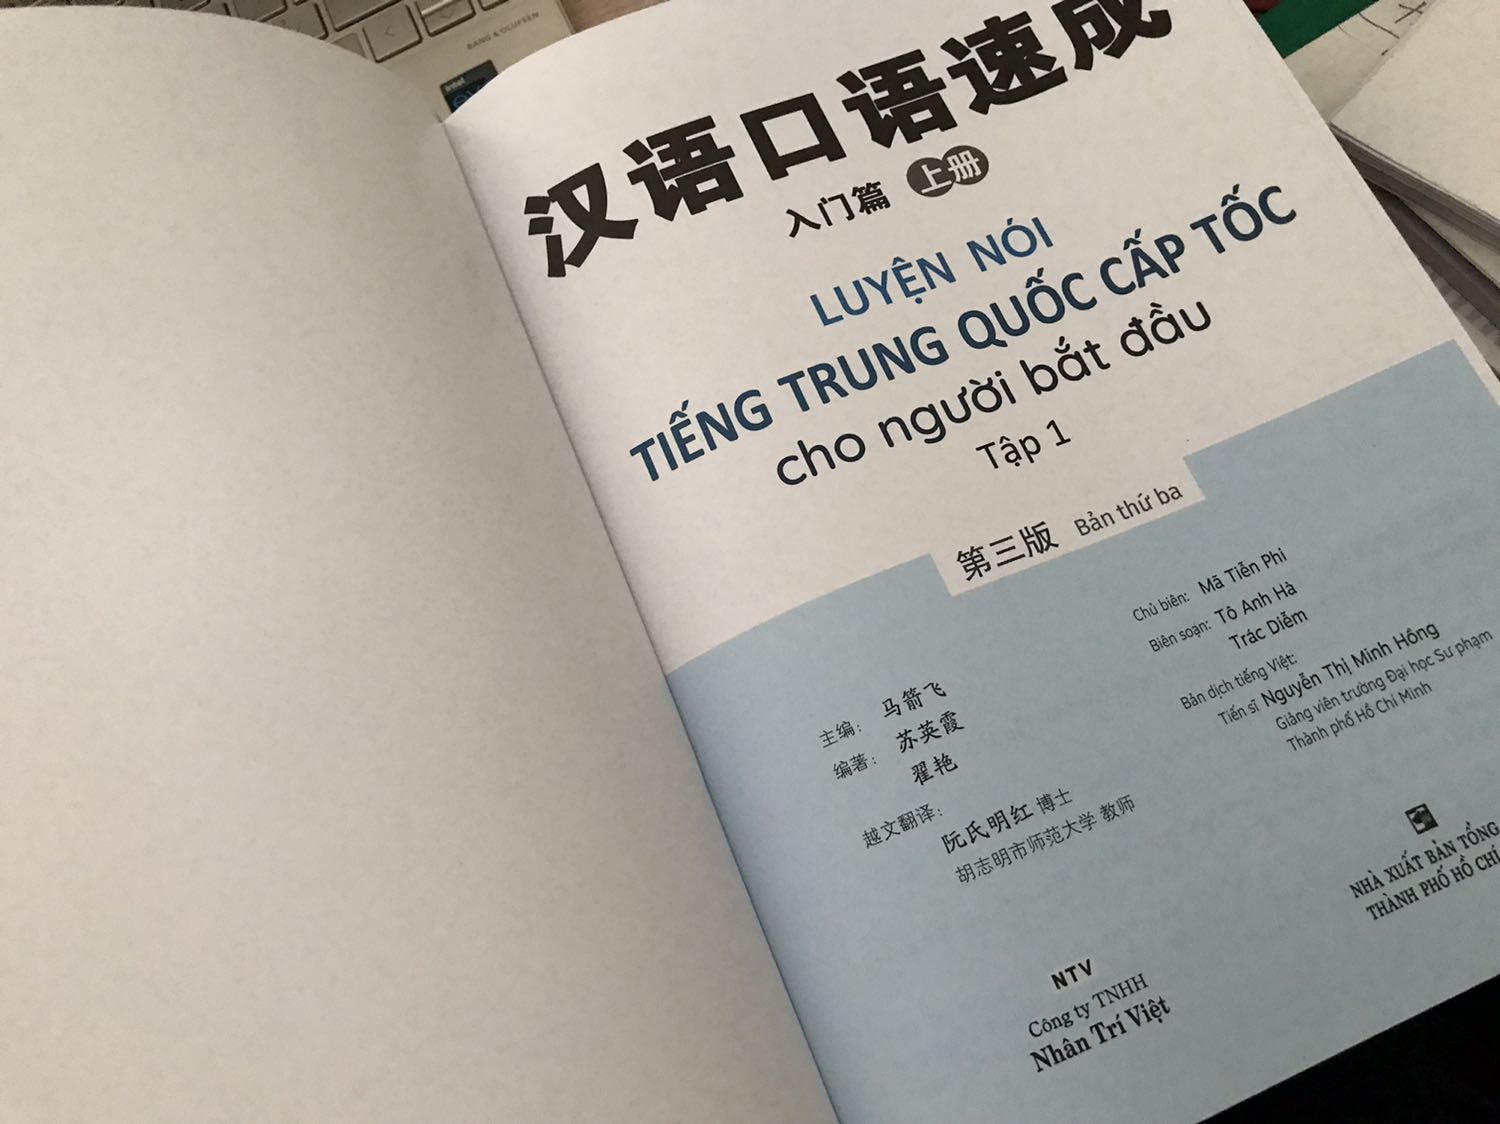 BANG & OLUFSEN
intel
汉语口语速成
入门篇 上册
LUYỆN NÓI
TIẾNG TRUNG QUỐC CẤP TỐC
cho người bắt đầu
Tập 1
第三版 Bản thứ ba
Chủ biên: Mã Tiễn Phi
Biên soạn: Tô Anh Hà
Trác Diễm
Bản dịch tiếng Việt:
Tiến sĩ Nguyễn Thị Minh Hồng
Giảng viên trường Đại học Sư phạm
Thành phố Hồ Chí Minh
主编: 马箭飞
编著: 苏英霞
翟艳
越文翻译:
阮氏明红 博士
胡志明市师范大学 教师
NHÀ XUẤT BẢN TỔNG
THÀNH PHỐ HỒ CHÍ
NTV
Công ty TNHH
Nhân Trí Việt